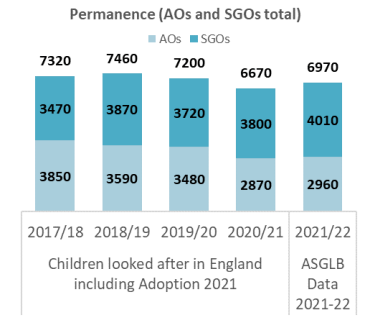 Permanence (AOs and SGOs total)
AOs SGOs
7320 7460 7200 6670 6970
3470 3870 3720 3800 4010
3850 3590 3480 2870 2960
2017/18 2018/19 2019/20 2020/21 2021/22
Children looked after in England
including Adoption 2021
ASGLB
Data
2021-22